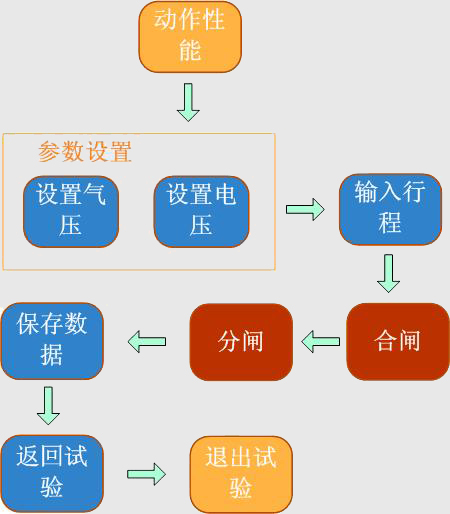 动作性
能
参数设置
设置气
压
设置电
压
输入行
程
合闸
分闸
保存数
据
返回试
验
退出试
验